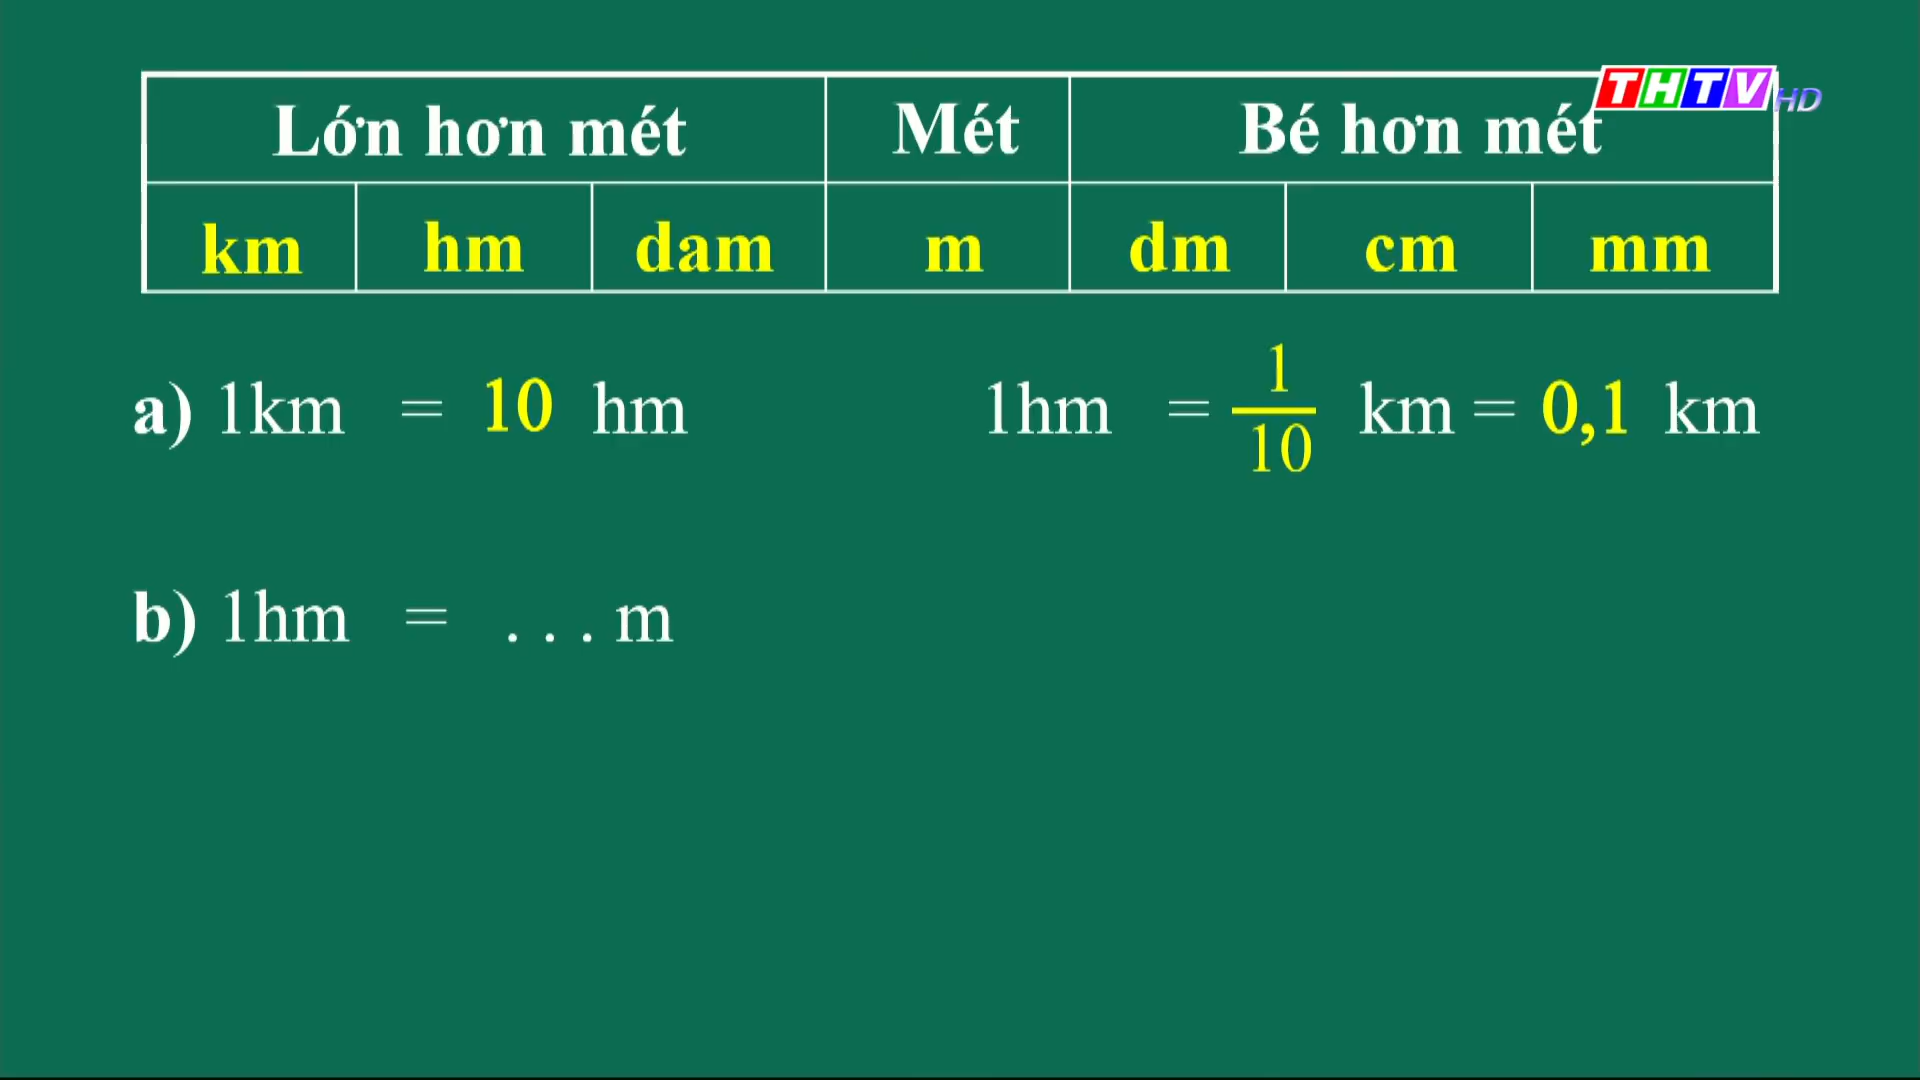 Lớn hơn mét Mét Bé hơn mét
THTV HD
km hm dam m dm cm mm
a) 1km = 10 hm 1hm = 1/10 km = 0,1 km
b) 1hm = . . . m